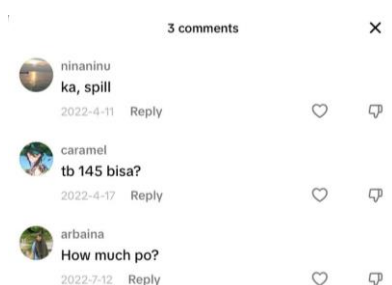 3 comments
ninaninu
ka, spill
2022-4-11 Reply
caramel
tb 145 bisa?
2022-4-17 Reply
arbaina
How much po?
2022-7-12 Reply